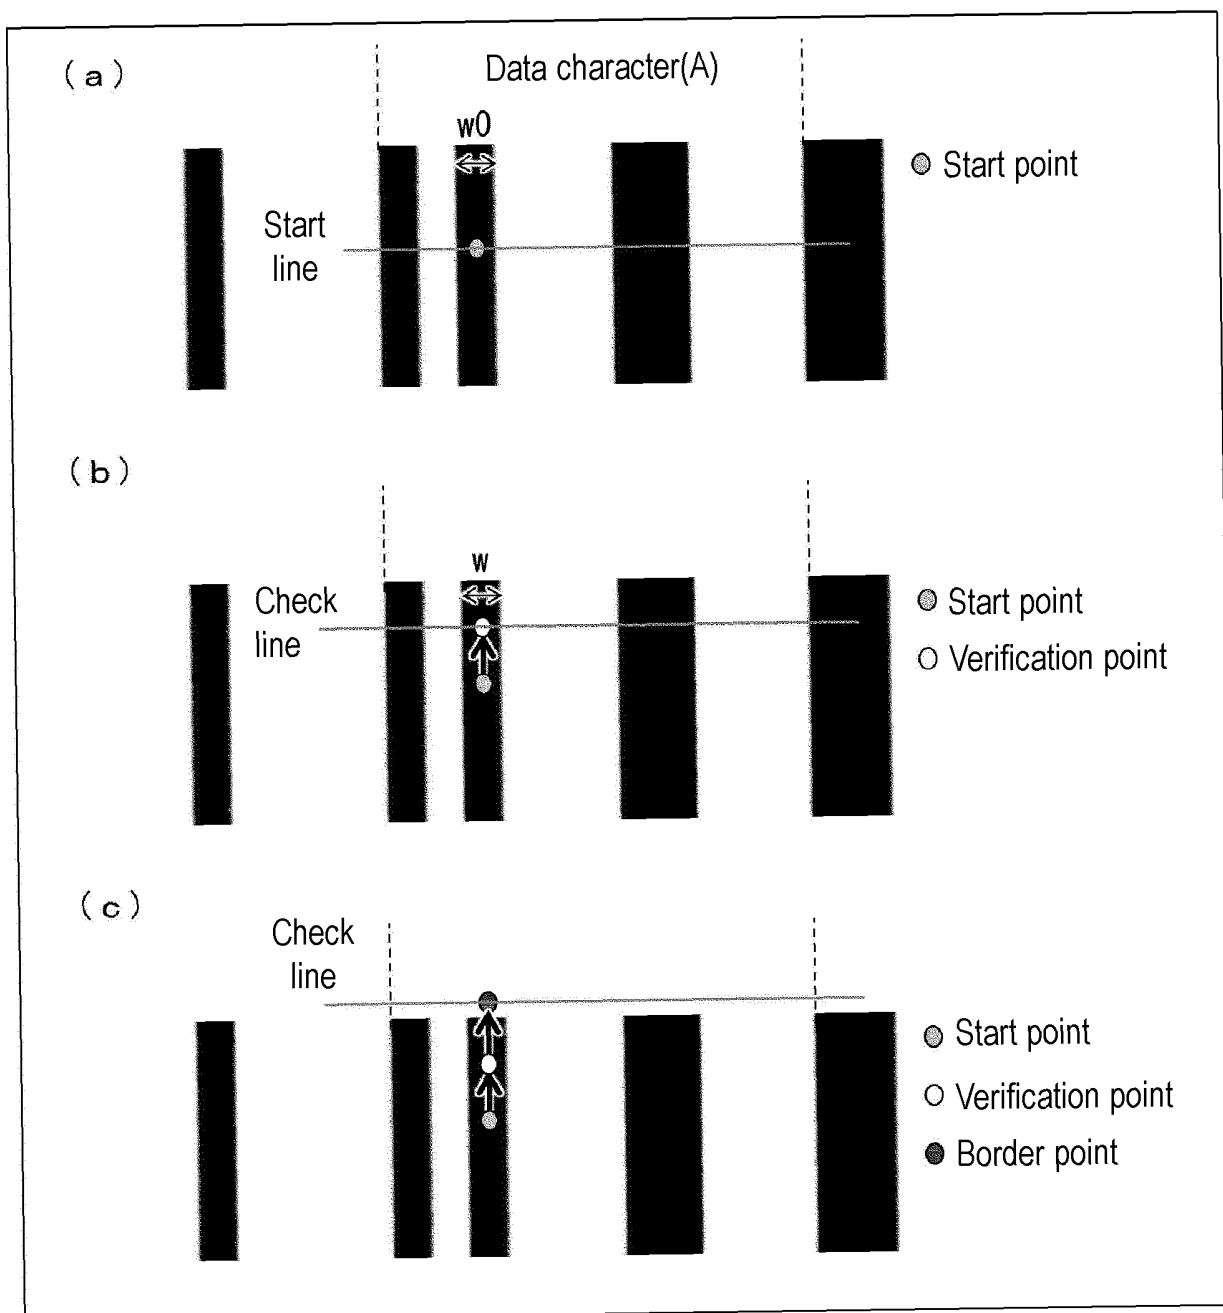 (a)
Data character(A)
w0
Start point
Start
line
(b)
w
Check
line
Start point
Verification point
(c)
Check
line
Start point
Verification point
Border point